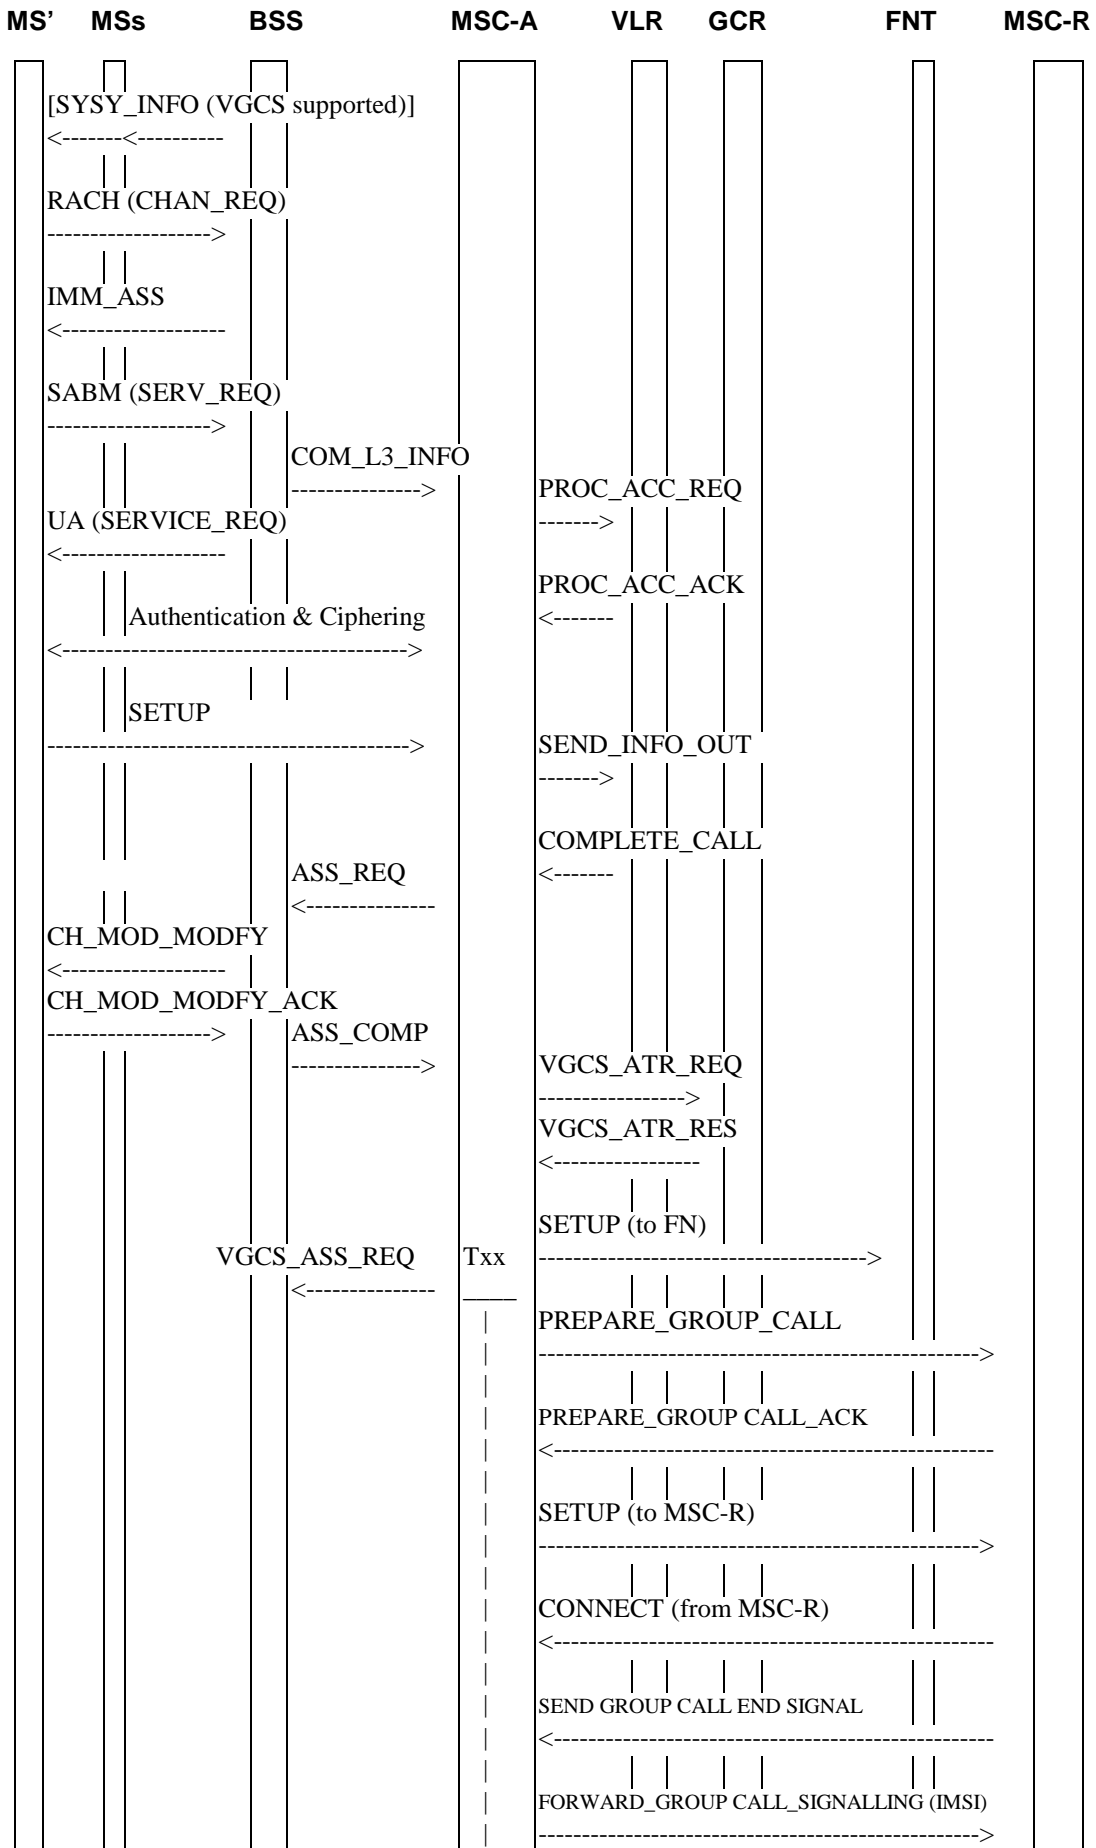 MS’ MSs BSS MSC-A VLR GCR FNT MSC-R
[SYSY_INFO (VGCS supported)]
<-------<----------
RACH (CHAN_REQ)
------------------->
IMM_ASS
<-------------------
SABM (SERV_REQ)
------------------->
COM_L3_INFO
---------------> PROC_ACC_REQ
UA (SERVICE_REQ) ------->
<-------------------
PROC_ACC_ACK
Authentication & Ciphering <-------
<---------------------------------------->
SETUP
------------------------------------------> SEND_INFO_OUT
------->
COMPLETE_CALL
ASS_REQ <-------
<---------------
CH_MOD_MODFY
<-------------------
CH_MOD_MODFY_ACK
-------------------> ASS_COMP
---------------> VGCS_ATR_REQ
----------------->
VGCS_ATR_RES
<-----------------
SETUP (to FN)
VGCS_ASS_REQ Txx -------------------------------------->
<--------------- ____
PREPARE_GROUP_CALL
--------------------------------------------------->
PREPARE_GROUP CALL_ACK
<---------------------------------------------------
SETUP (to MSC-R)
--------------------------------------------------->
CONNECT (from MSC-R)
<---------------------------------------------------
SEND GROUP CALL END SIGNAL
<---------------------------------------------------
FORWARD_GROUP CALL_SIGNALLING (IMSI)
--------------------------------------------------->